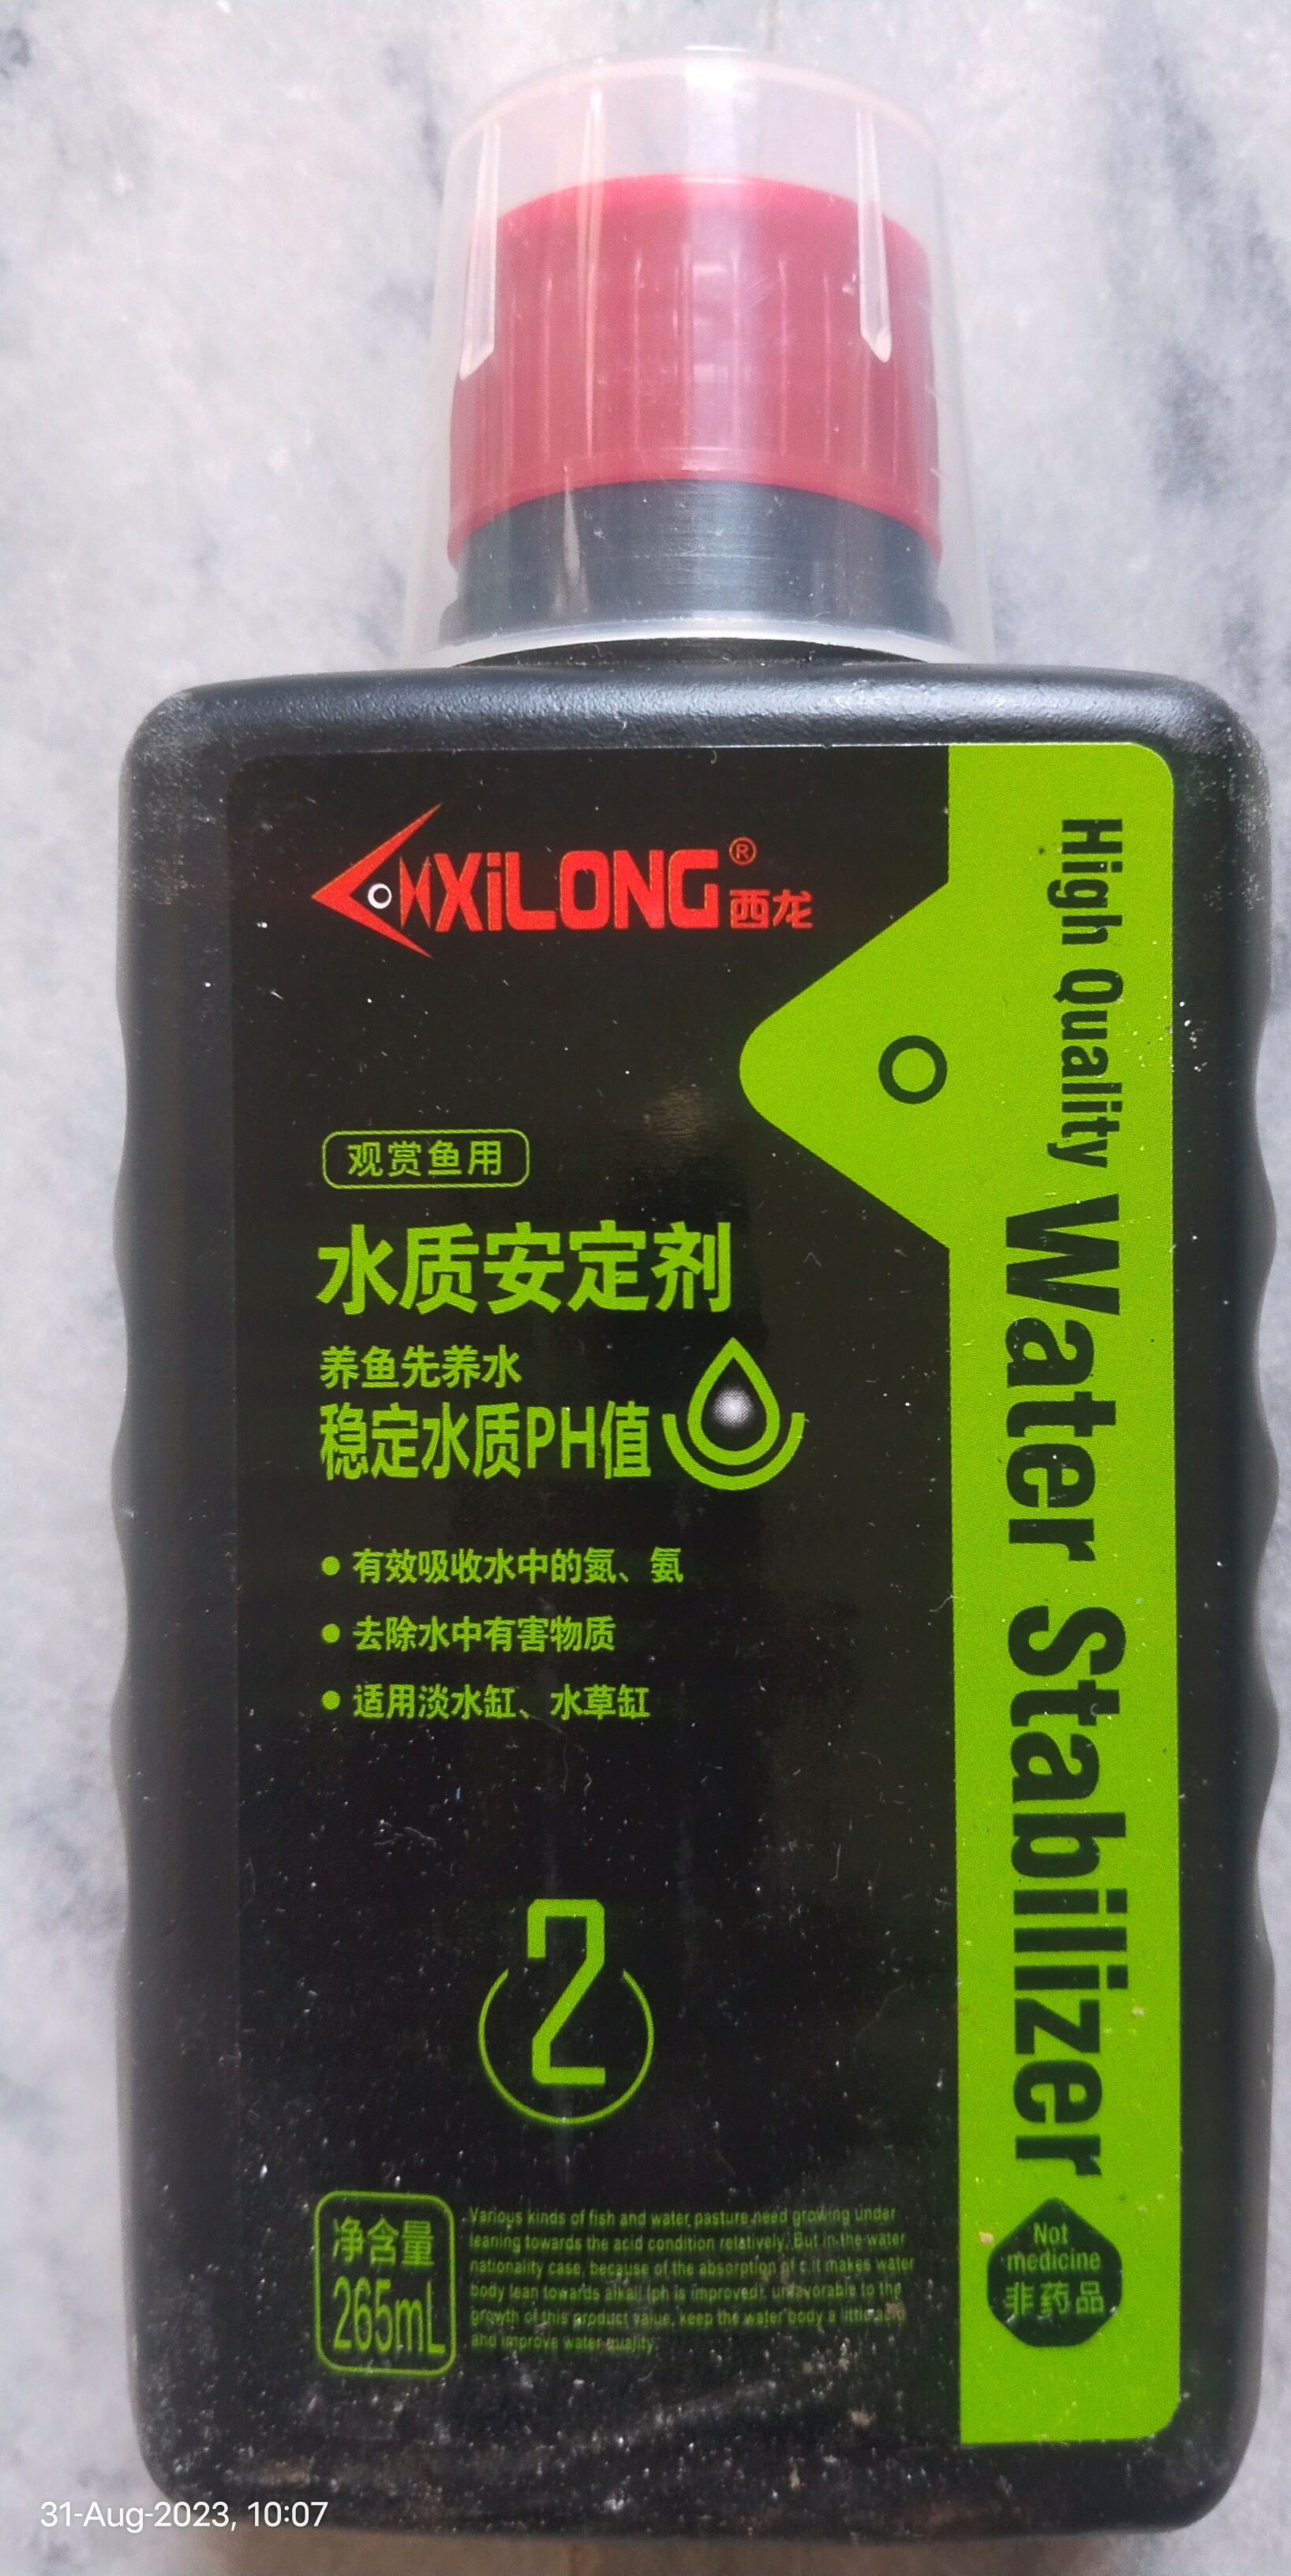 XiLONG®
西龙
High Quality Water Stabilizer
观赏鱼用
水质安定剂
养鱼先养水
稳定水质PH值
有效吸收水中的氮、氨
去除水中有害物质
适用淡水缸、水草缸
2
净含量
265mL
Various kinds of fish and water pasture need growing under
leaning towards the acid condition relatively. But in the water
nationality case, because of the absorption of c it makes water
body lean towards alkali (ph is improved), unfavorable to the
growth of this product value, keep the water body a little acid
and improve water quality.
Not
medicine
非药品
31-Aug-2023, 10:07